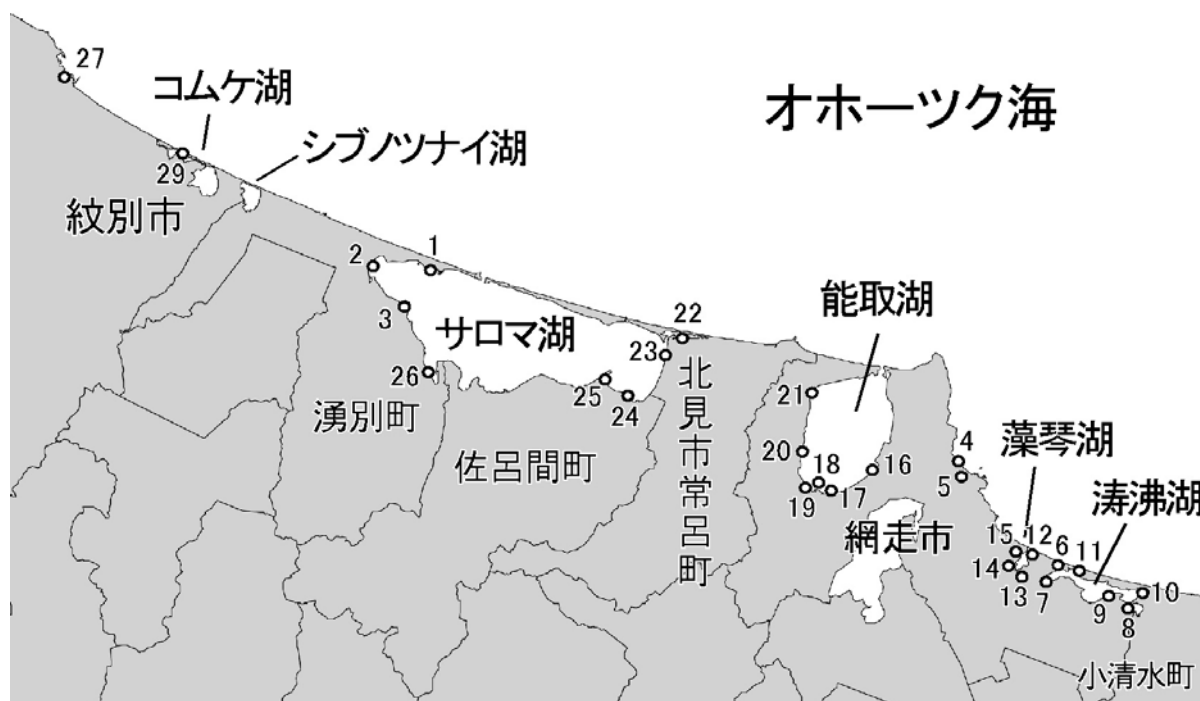 27
コムケ湖
オホーツク海
シブノツナイ湖
29
紋別市
2
1
3
サロマ湖
能取湖
22
23
26
25
24
北見市常呂町
21
湧別町
佐呂間町
20
18
16
19
17
4
5
藻琴湖
涛沸湖
網走市
15
12
6
11
14
13
7
9
10
8
小清水町